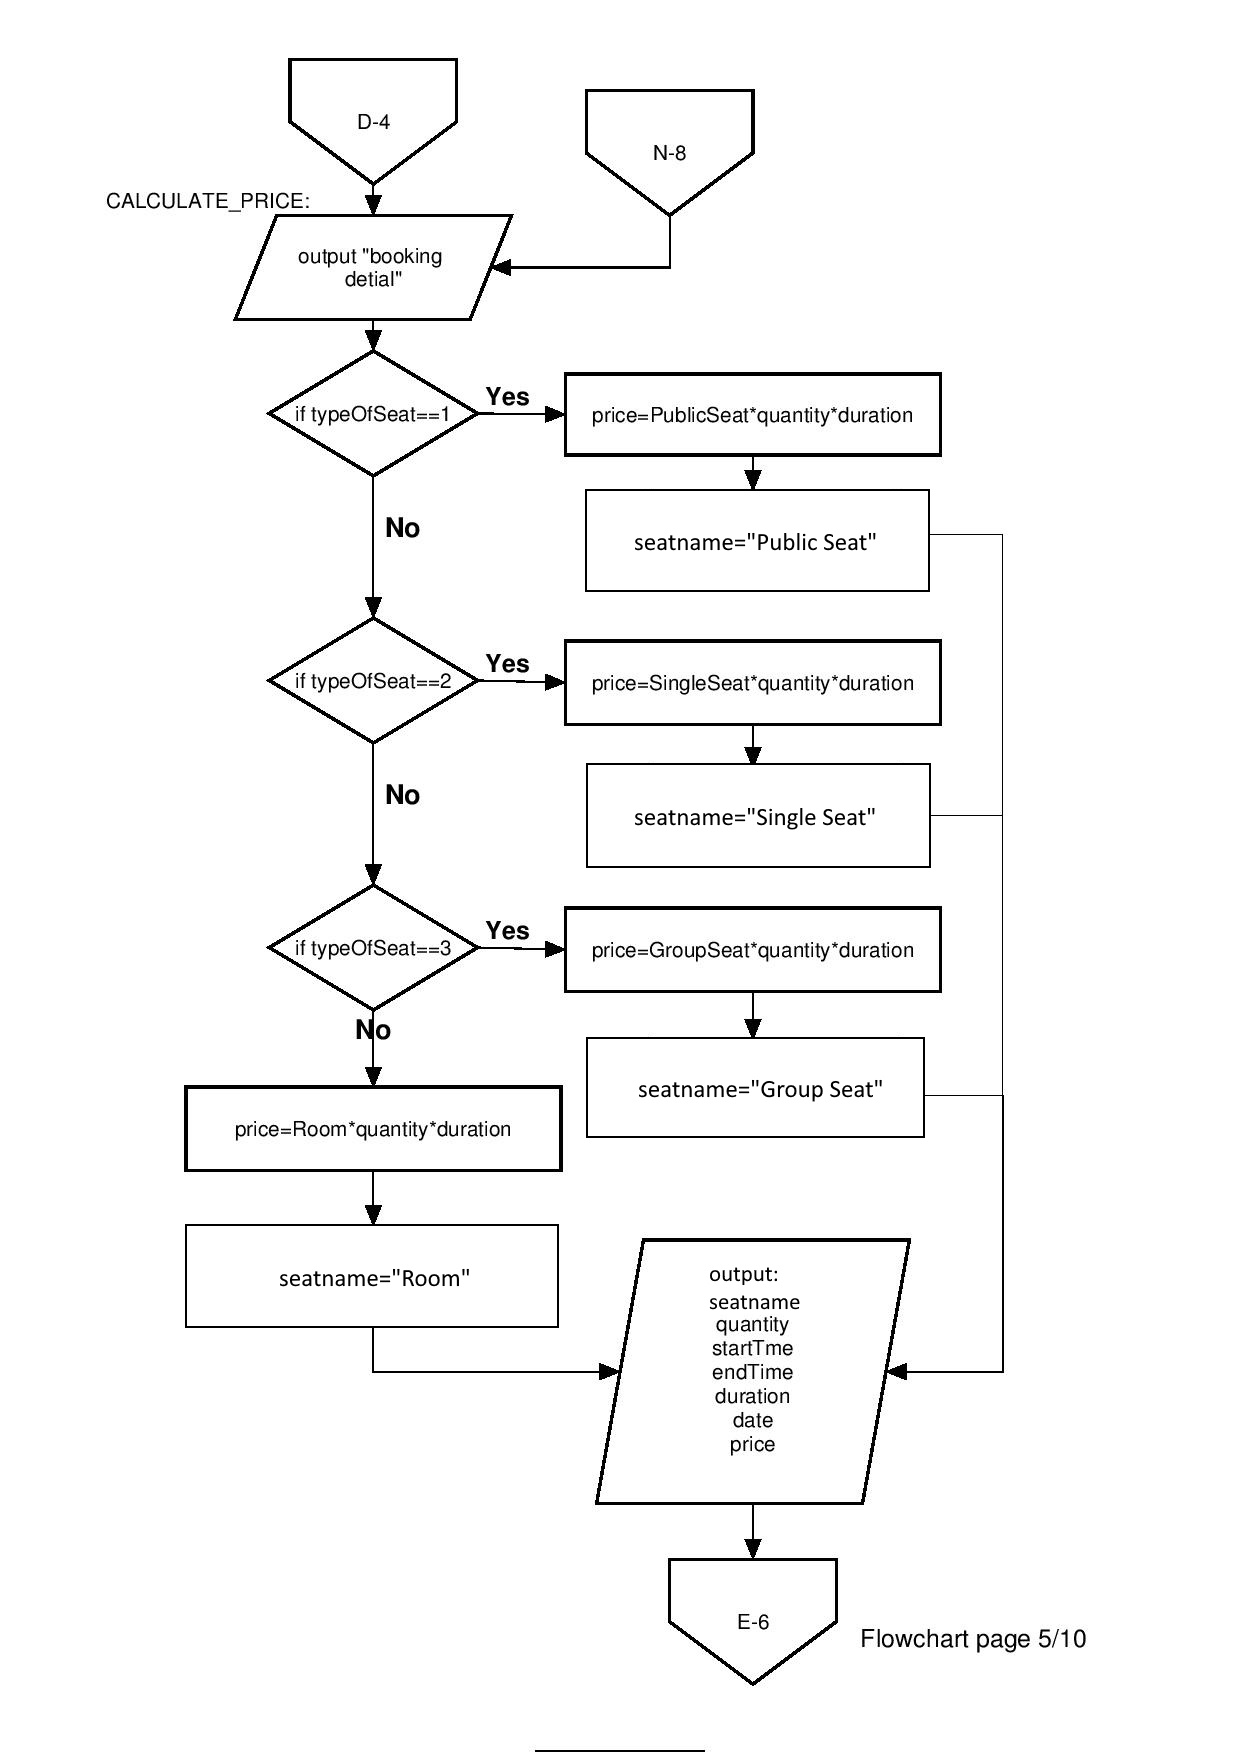 D-4
N-8
CALCULATE_PRICE:
output "booking
detial"
if typeOfSeat==1
Yes
price=PublicSeat*quantity*duration
seatname="Public Seat"
No
if typeOfSeat==2
Yes
price=SingleSeat*quantity*duration
seatname="Single Seat"
No
if typeOfSeat==3
Yes
price=GroupSeat*quantity*duration
seatname="Group Seat"
No
price=Room*quantity*duration
seatname="Room"
output:
seatname
quantity
startTme
endTime
duration
date
price
E-6
Flowchart page 5/10